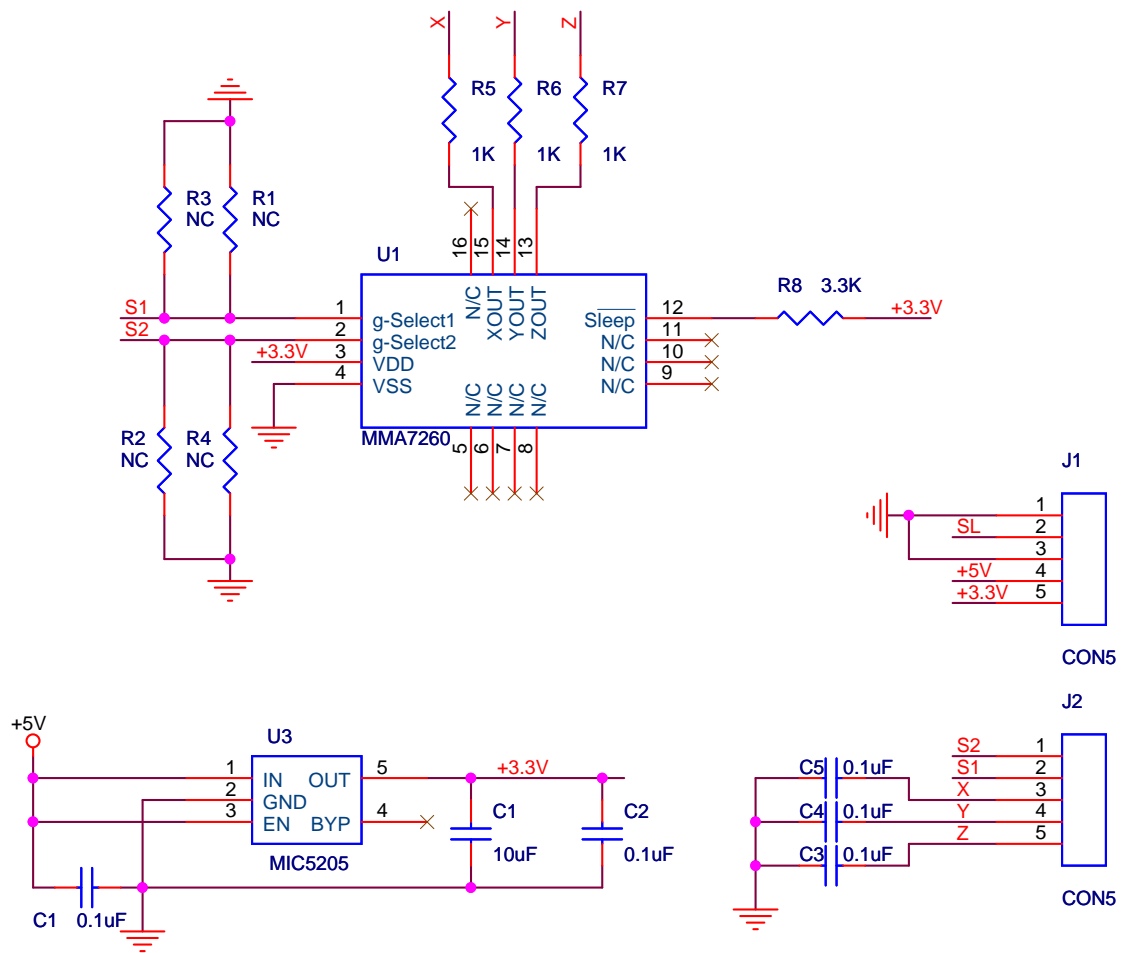 X Y Z
R5 R6 R7
1K 1K 1K
R3 R1
NC NC
U1
16 15 14 13
N/C XOUT YOUT ZOUT
S1 1 g-Select1
S2 2 g-Select2
+3.3V 3 VDD
4 VSS
Sleep 12
N/C 11
N/C 10
N/C 9
R8 3.3K
+3.3V
N/C N/C N/C N/C
MMA7260
5 6 7 8
R2 R4
NC NC
J1
1
SL 2
3
+5V 4
+3.3V 5
CON5
+5V
U3
1 IN OUT 5
2 GND
3 EN BYP 4
MIC5205
+3.3V
C1
10uF
C2
0.1uF
C1 0.1uF
J2
S2 1
S1 2
C5 0.1uF X 3
C4 0.1uF Y 4
C3 0.1uF Z 5
CON5